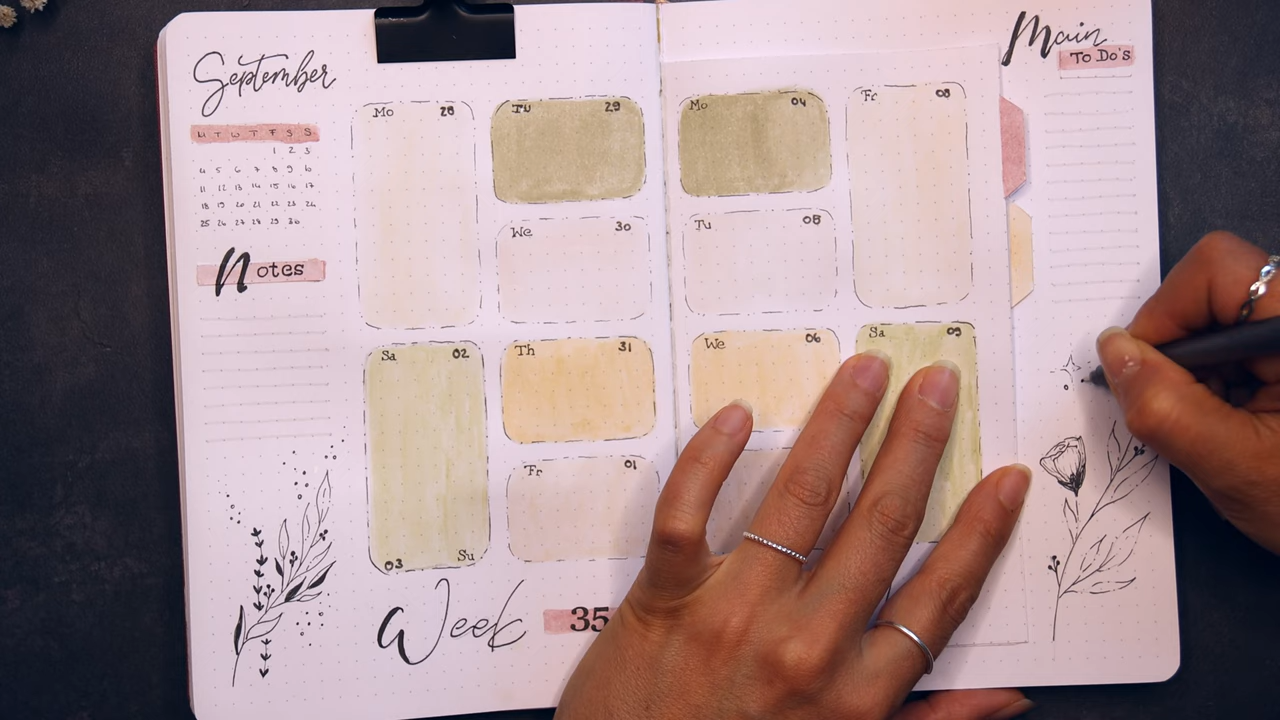 September
M T W T F S S
1 2 3
4 5 6 7 8 9 6
11 12 13 14 15 16 17
18 19 20 21 22 23 24
25 26 27 28 29 30
Notes
Mo 28
Tu 29
We 30
Sa 02
03 Su
Th 31
Fr 01
Week 35
Mo 04
Tu 05
We 06
Fr 08
Sa 09
Main
To Do's